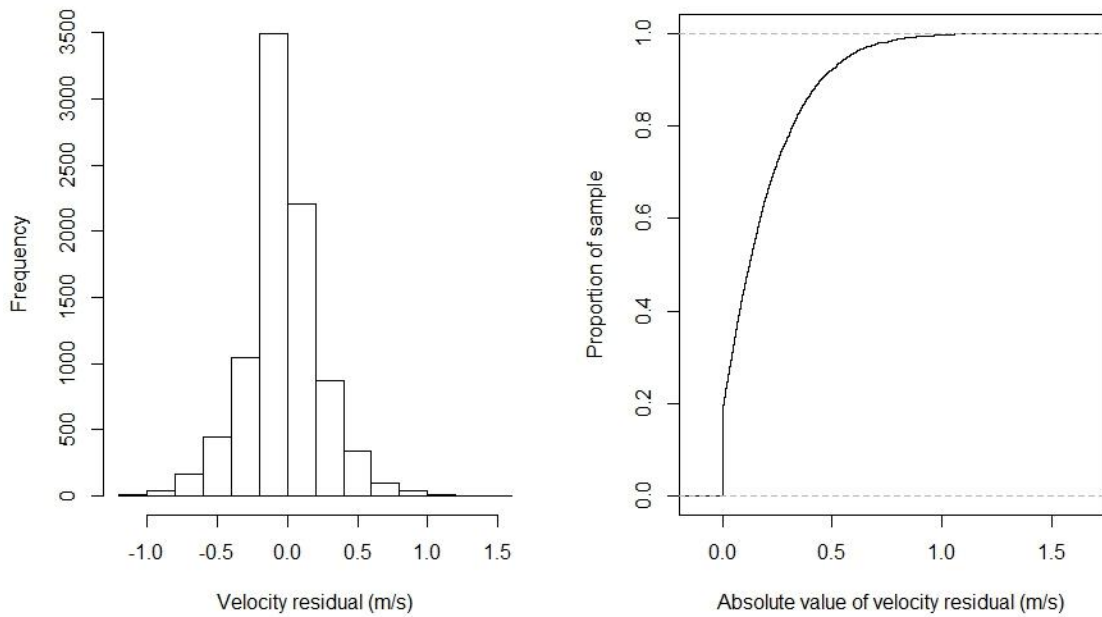 Frequency
0 500 1000 1500 2000 2500 3000 3500
-1.0 -0.5 0.0 0.5 1.0 1.5
Velocity residual (m/s)
Proportion of sample
0.0 0.2 0.4 0.6 0.8 1.0
0.0 0.5 1.0 1.5
Absolute value of velocity residual (m/s)